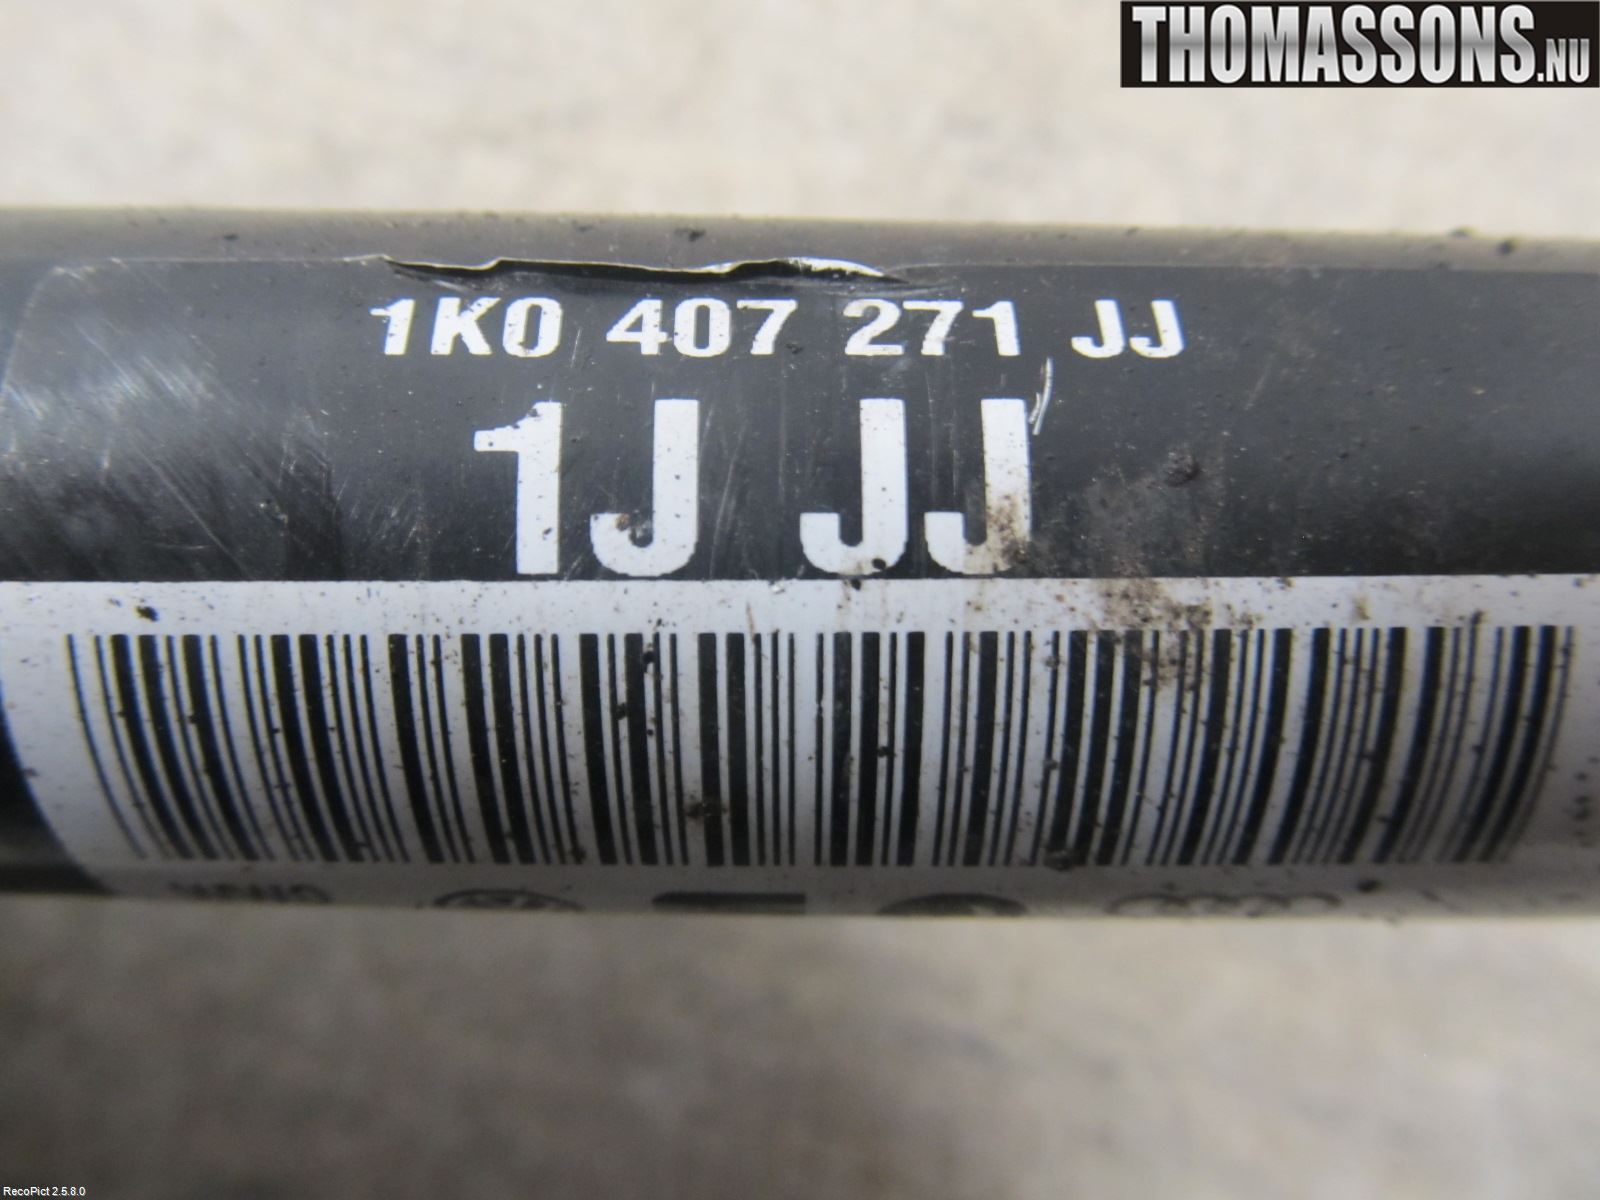 THOMASSONS.NU
1K0 407 271 JJ
1J JJ
RecoPict 2.5.8.0